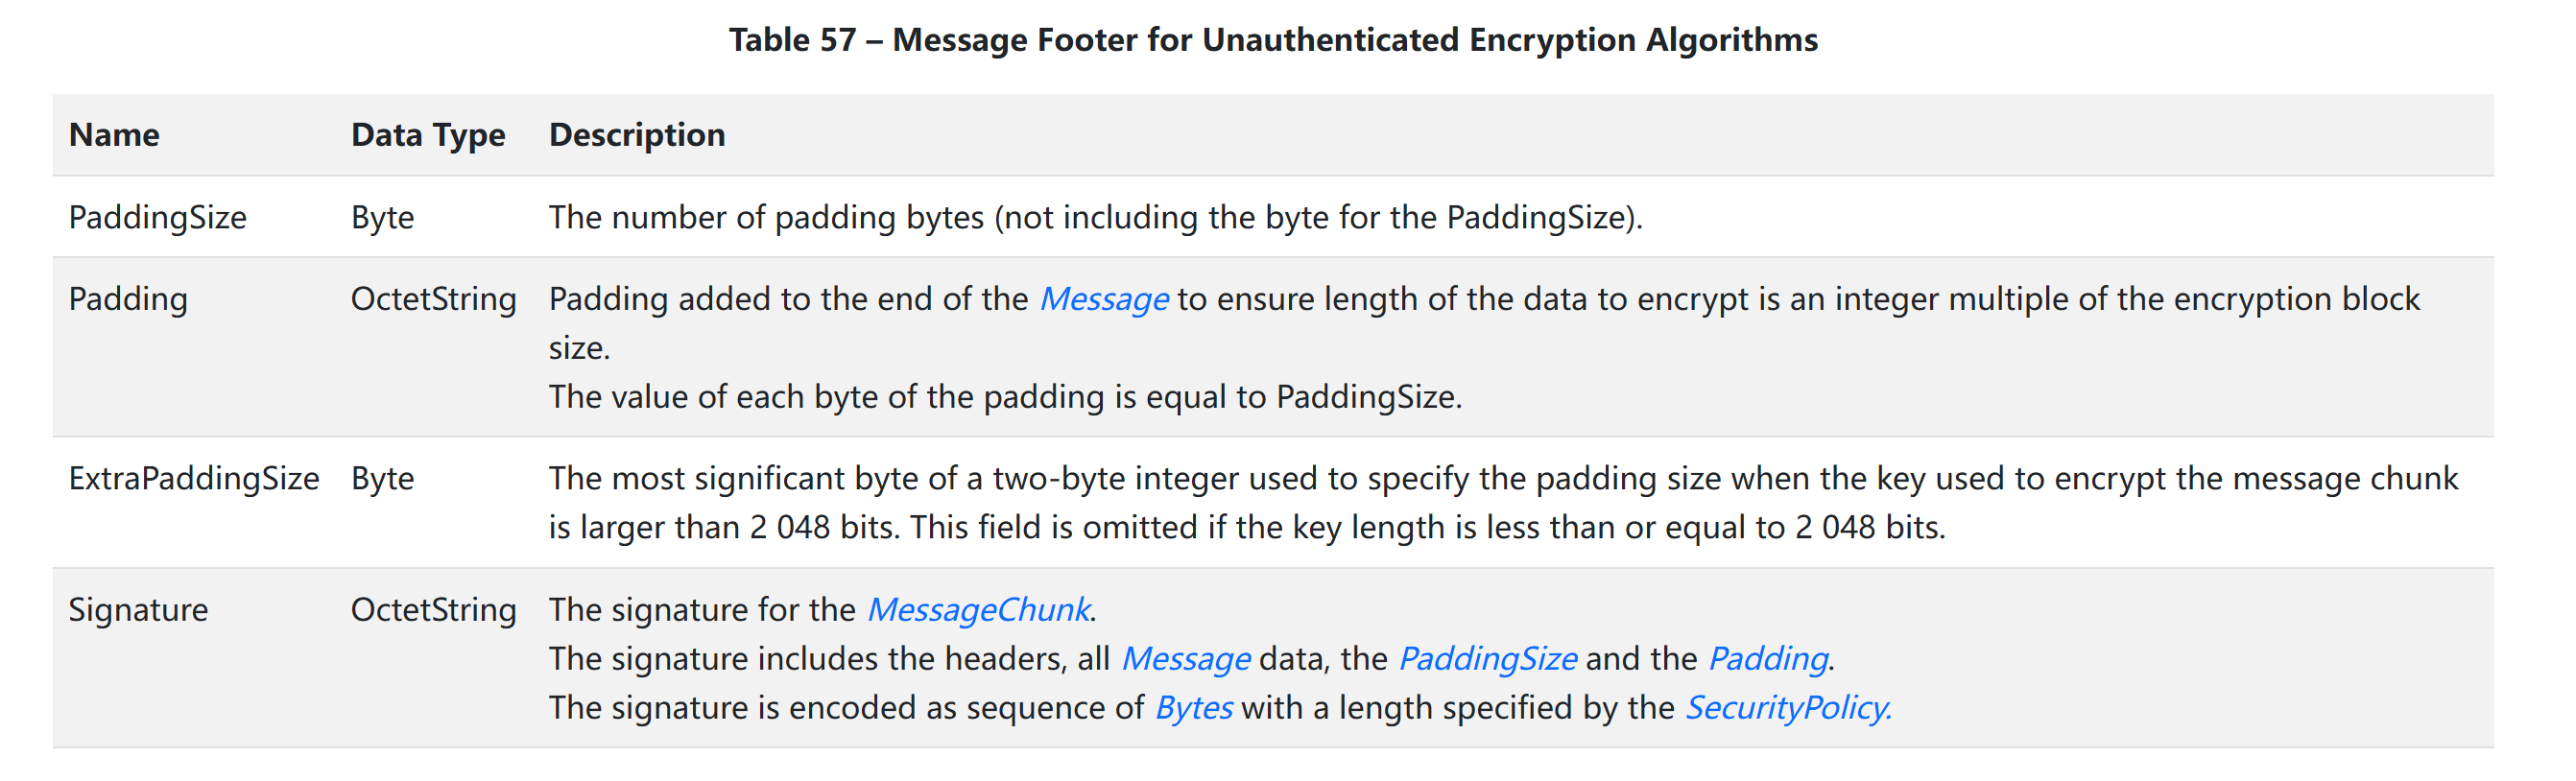 Table 57 – Message Footer for Unauthenticated Encryption Algorithms
Name Data Type Description
PaddingSize Byte The number of padding bytes (not including the byte for the PaddingSize).
Padding OctetString Padding added to the end of the Message to ensure length of the data to encrypt is an integer multiple of the encryption block
size.
The value of each byte of the padding is equal to PaddingSize.
ExtraPaddingSize Byte The most significant byte of a two-byte integer used to specify the padding size when the key used to encrypt the message chunk
is larger than 2 048 bits. This field is omitted if the key length is less than or equal to 2 048 bits.
Signature OctetString The signature for the MessageChunk.
The signature includes the headers, all Message data, the PaddingSize and the Padding.
The signature is encoded as sequence of Bytes with a length specified by the SecurityPolicy.